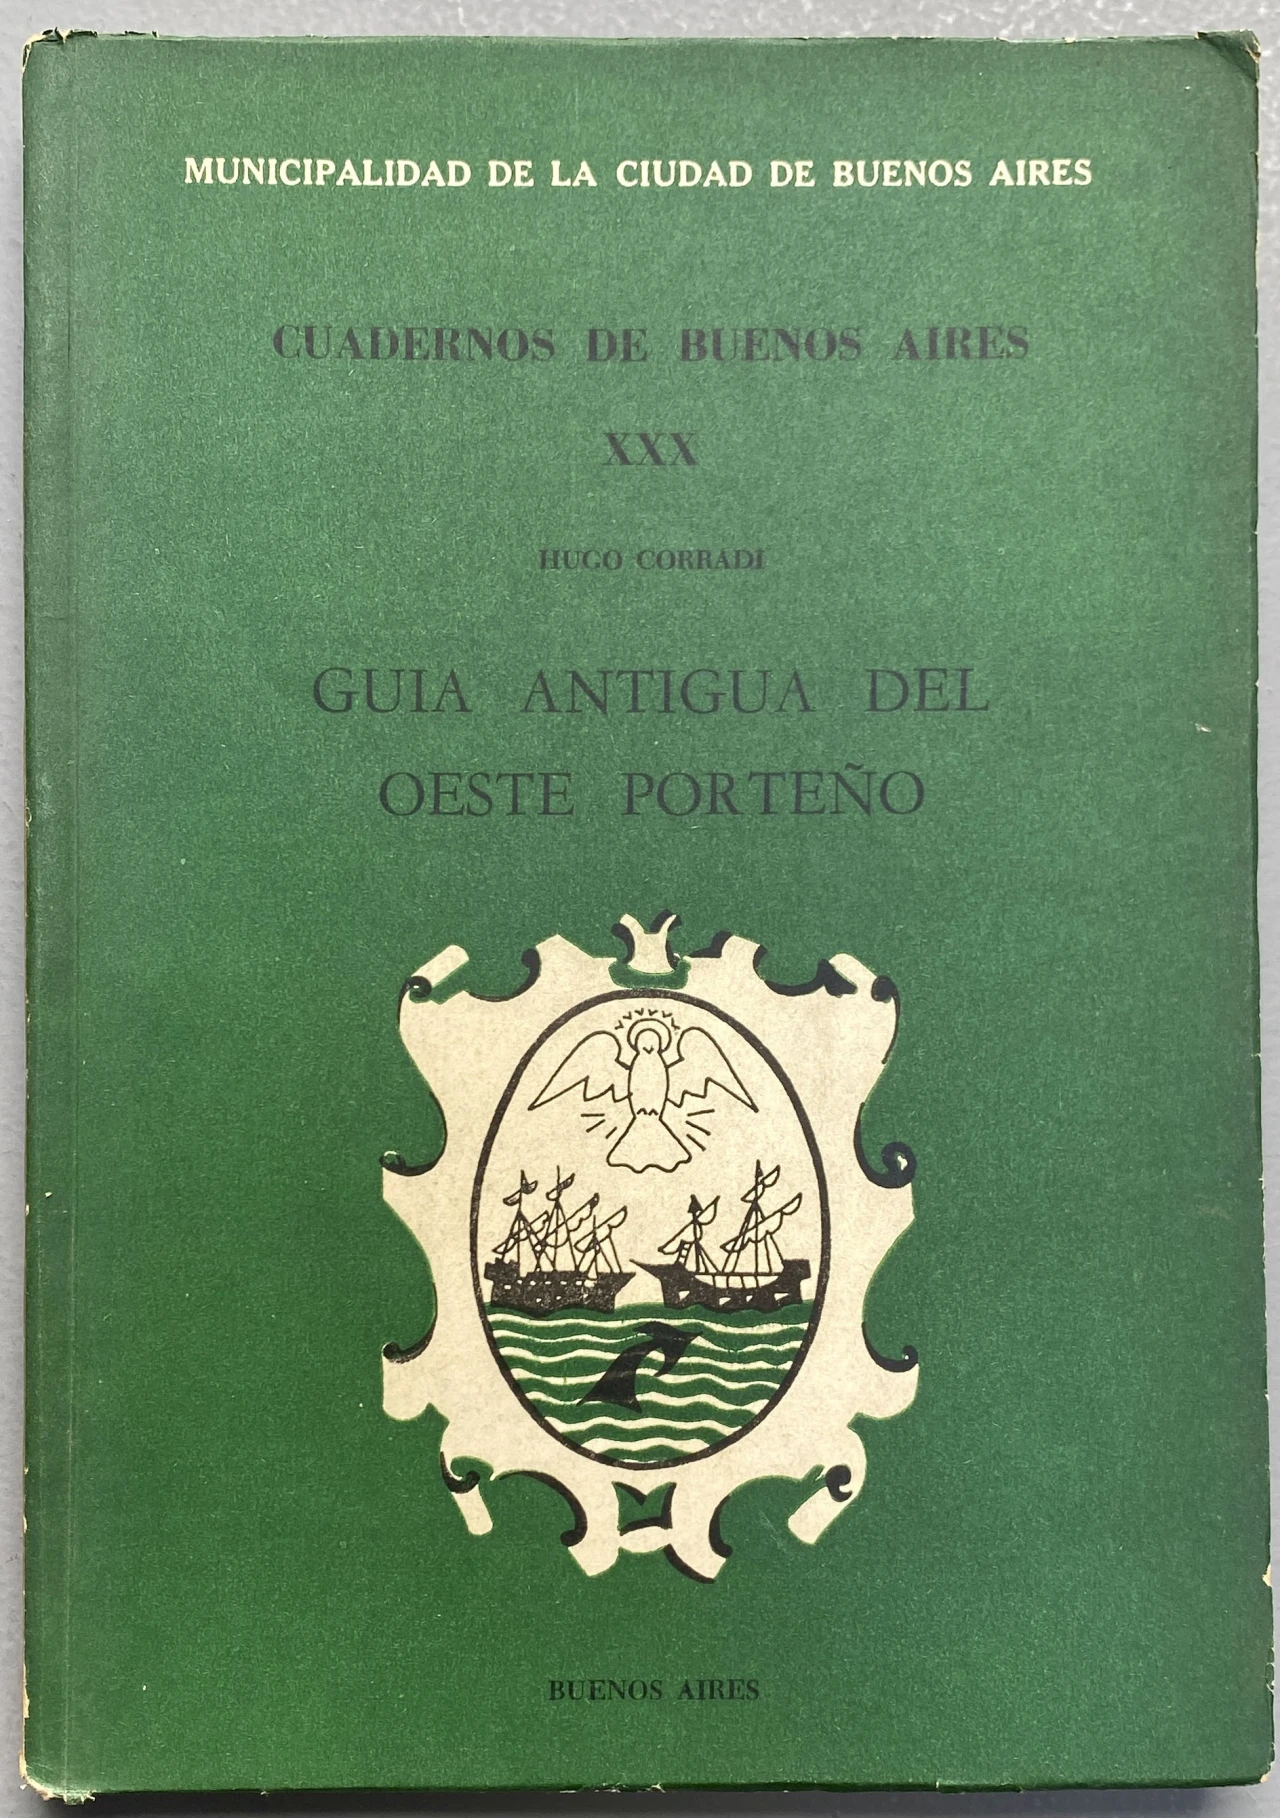 MUNICIPALIDAD DE LA CIUDAD DE BUENOS AIRES
CUADERNOS DE BUENOS AIRES
XXX
HUGO CORRADI
GUIA ANTIGUA DEL
OESTE PORTEÑO
BUENOS AIRES